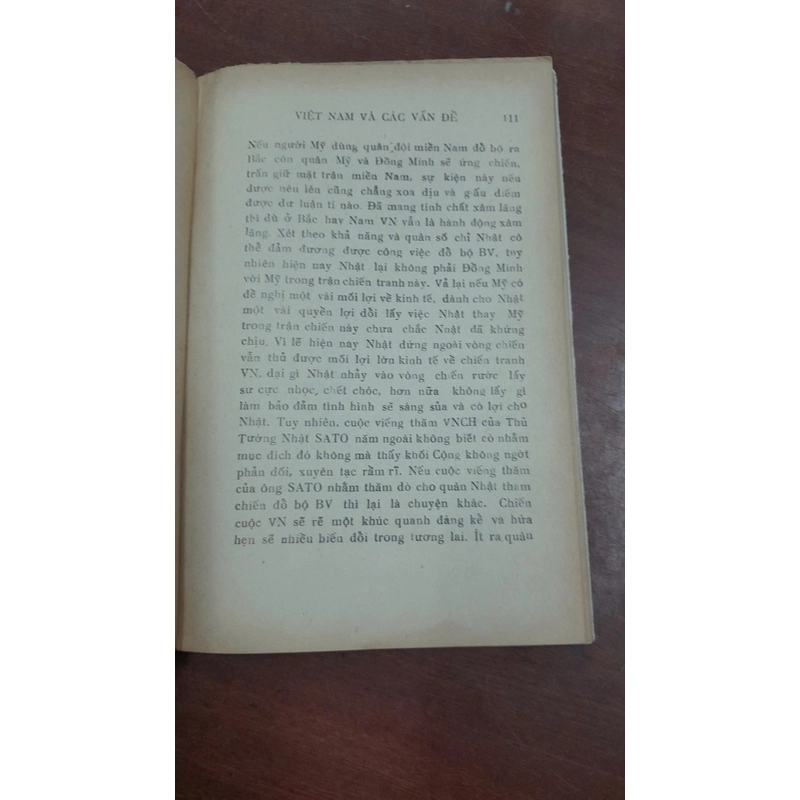 VIỆT NAM VÀ CÁC VẤN ĐỀ 111
Nếu người Mỹ dùng quân đội miền Nam đổ bộ ra
Bắc còn quân Mỹ và Đồng Minh sẽ ứng chiến,
trấn giữ mặt trận miền Nam, sự kiện này nếu
được nêu lên cũng chẳng xoa dịu và giấu diếm
được dư luận tí nào. Đã mang tính chất xâm lăng
thì dù ở Bắc hay Nam VN vẫn là hành động xâm
lăng. Xét theo khả năng và quân số chỉ Nhật có
thể đảm đương được công việc đổ bộ BV, tuy
nhiên hiện nay Nhật lại không phải Đồng Minh
với Mỹ trong trận chiến tranh này. Vả lại nếu Mỹ có
đề nghị một vài mối lợi về kinh tế, dành cho Nhật
một vài quyền lợi đổi lấy việc Nhật thay Mỹ
trong trận chiến này chưa chắc Nhật đã khứng
chịu. Vì lẽ hiện nay Nhật đứng ngoài vòng chiến
vẫn thủ được mối lợi lớn kinh tế về chiến tranh
VN, dại gì Nhật nhảy vào vòng chiến rước lấy
sự cực nhọc, chết chóc, hơn nữa không lấy gì
làm bảo đảm tình hình sẽ sáng sủa và có lợi cho
Nhật. Tuy nhiên, cuộc viếng thăm VNCH của Thủ
Tướng Nhật SATO năm ngoái không biết có nhằm
mục đích đó không mà thấy khối Cộng không ngớt
phản đối, xuyên tạc rầm rĩ. Nếu cuộc viếng thăm
của ông SATO nhằm thăm dò cho quân Nhật tham
chiến đổ bộ BV thì lại là chuyện khác. Chiến
cuộc VN sẽ rẽ một khúc quanh đáng kể và hứa
hẹn sẽ nhiều biến đổi trong tương lai. Ít ra quân